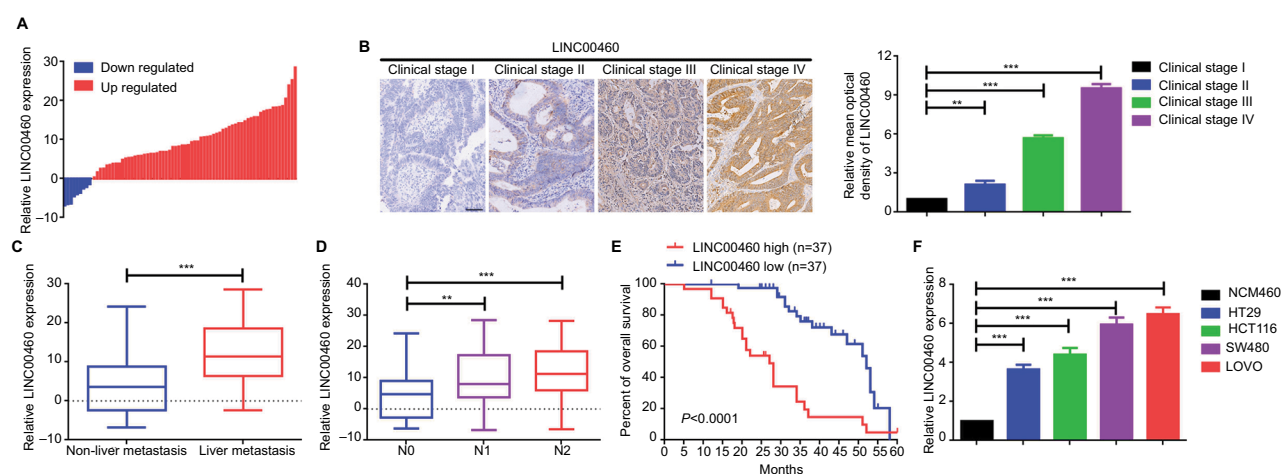 A
Relative LINC00460 expression
30
20
10
0
–10
Down regulated
Up regulated
B
LINC00460
Clinical stage I
Clinical stage II
Clinical stage III
Clinical stage IV
Relative mean optical
density of LINC00460
12
9
6
3
0
***
***
**
Clinical stage I
Clinical stage II
Clinical stage III
Clinical stage IV
C
Relative LINC00460 expression
30
20
10
0
–10
***
Non-liver metastasis
Liver metastasis
D
Relative LINC00460 expression
40
30
20
10
0
–10
***
**
N0
N1
N2
E
LINC00460 high (n=37)
LINC00460 low (n=37)
Percent of overall survival
100
80
60
40
20
0
P<0.0001
0 5 10 15 20 25 30 35 40 45 50 55 60
Months
F
Relative LINC00460 expression
8
6
4
2
0
***
***
***
***
NCM460
HT29
HCT116
SW480
LOVO